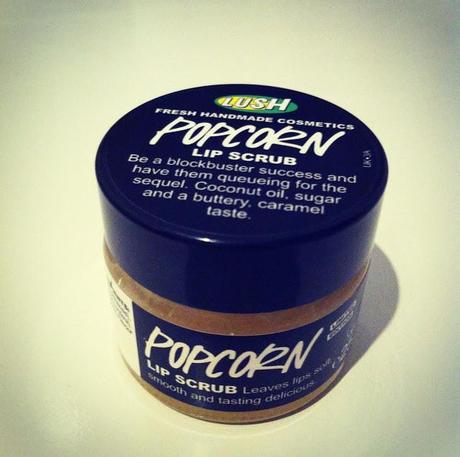 LUSH
FRESH HANDMADE COSMETICS
POPCORN
LIP SCRUB
Be a blockbuster success and
have them queueing for the
sequel. Coconut oil, sugar
and a buttery, caramel
taste.
POPCORN
LIP SCRUB Leaves lips soft,
smooth and tasting delicious.